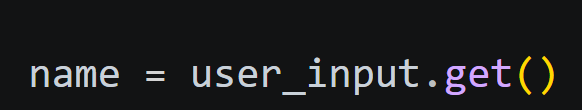 name = user_input.get()